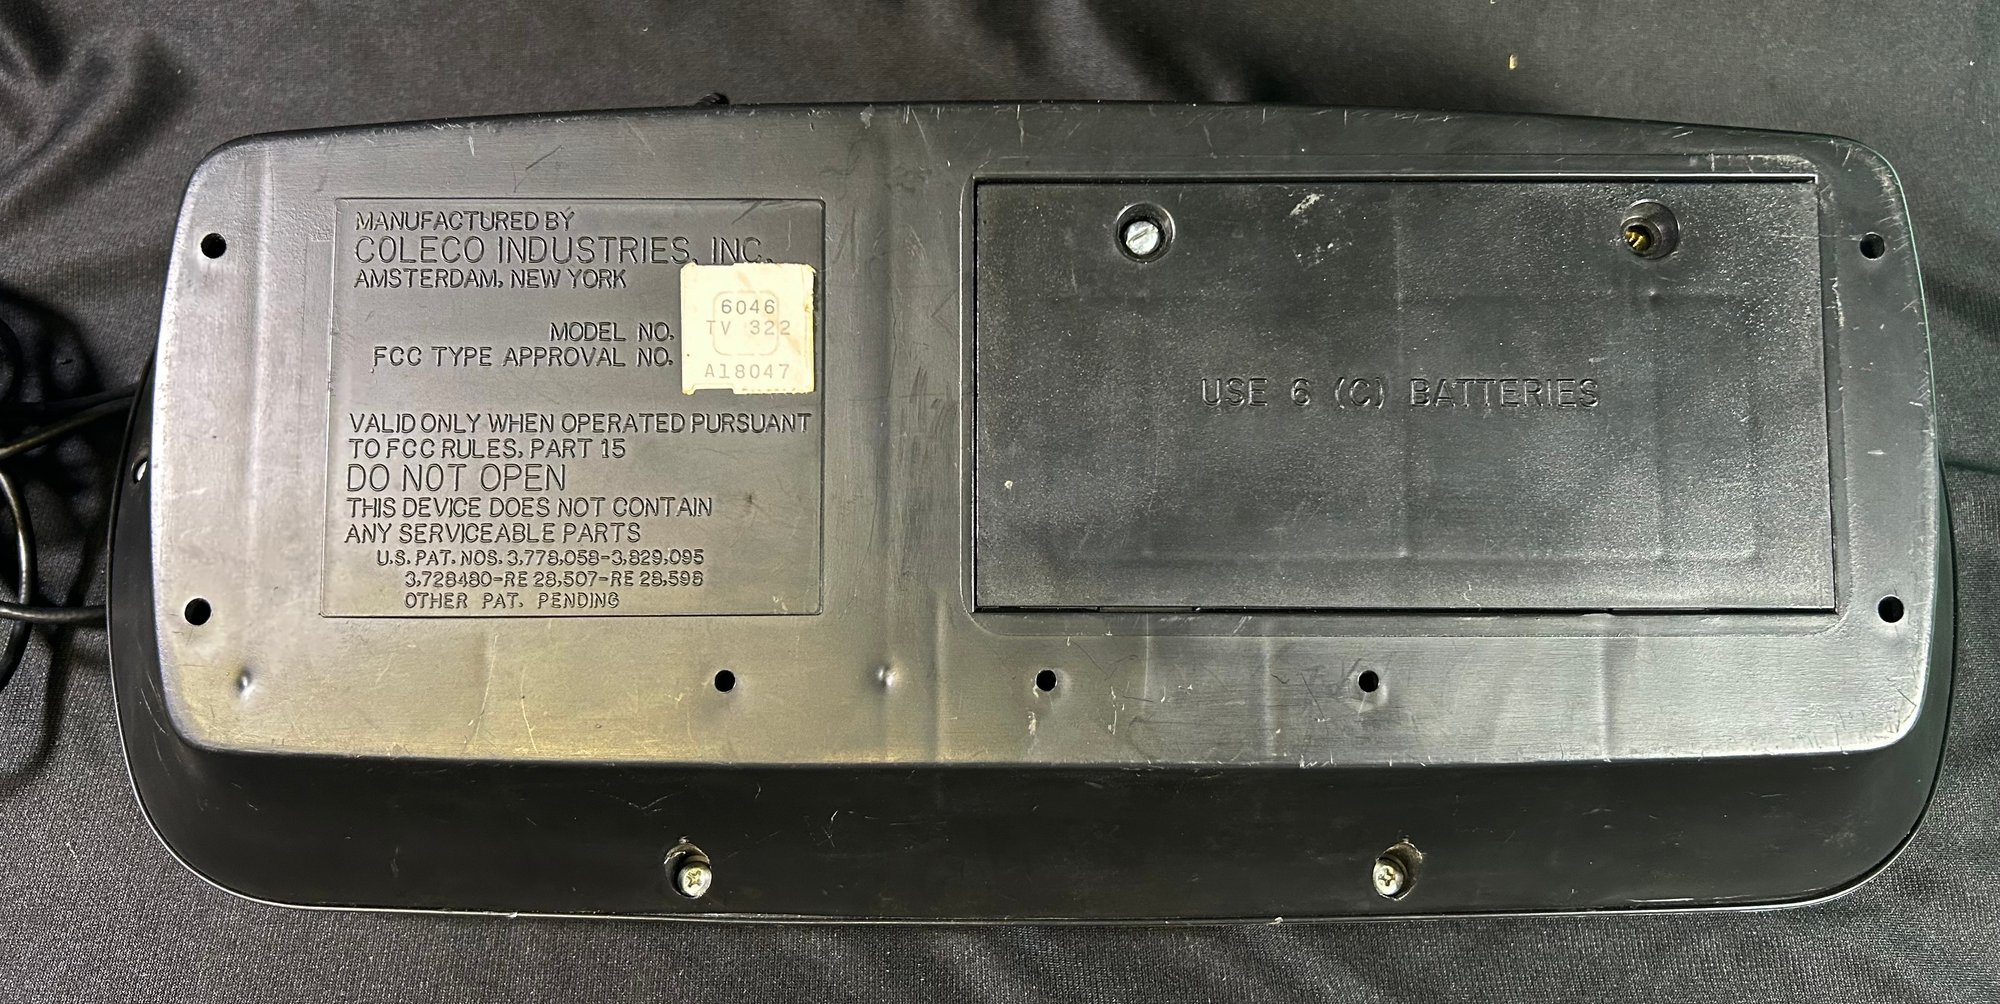 MANUFACTURED BY
COLECO INDUSTRIES, INC.
AMSTERDAM, NEW YORK
6046
MODEL NO. TV 322
FCC TYPE APPROVAL NO.
A18047
VALID ONLY WHEN OPERATED PURSUANT
TO FCC RULES, PART 15
DO NOT OPEN
THIS DEVICE DOES NOT CONTAIN
ANY SERVICEABLE PARTS
U.S. PAT. NOS. 3,778,058-3,829,095
3,728480-RE 28,507-RE 28,598
OTHER PAT. PENDING
USE 6 (C) BATTERIES